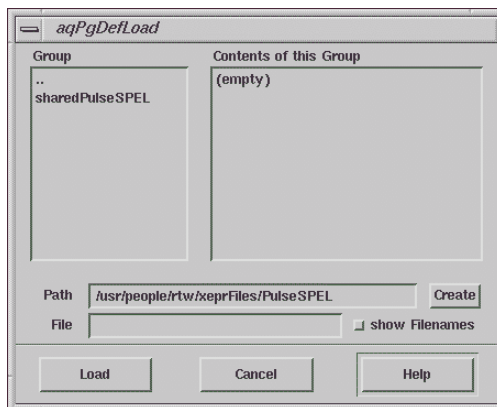 aqPgDefLoad
Group
Contents of this Group
..
sharedPulseSPEL
(empty)
Path
/usr/people/rtw/xeprFiles/PulseSPEL
Create
File
show Filenames
Load
Cancel
Help